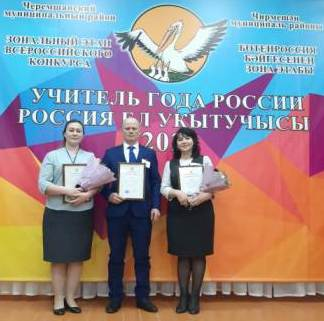 Черемшанский
муниципальный район
ЗОНАЛЬНЫЙ ЭТАП
ВСЕРОССИЙСКОГО
КОНКУРСА
Чирмешән
муниципаль районы
БӨТЕНРОССИЯ
БӘЙГЕСЕНЕҢ
ЗОНА ЭТАБЫ
УЧИТЕЛЬ ГОДА РОССИИ
РОССИЯ ЕЛ УКЫТУЧЫСЫ